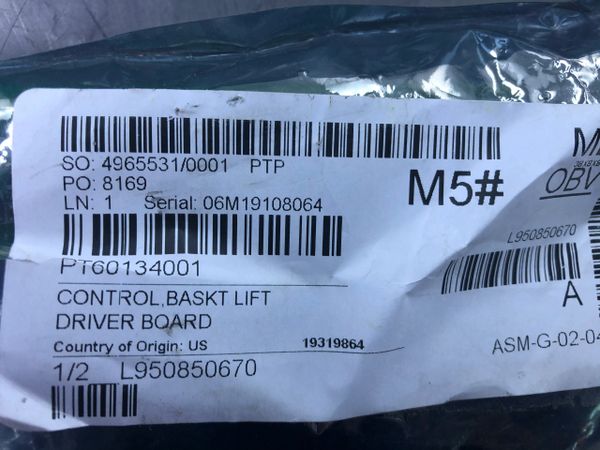 SO: 4965531/0001 PTP
PO: 8169
LN: 1 Serial: 06M19108064
M5#
OBV
L950850670
PT60134001
A
CONTROL,BASKT LIFT
DRIVER BOARD
Country of Origin: US 19319864
ASM-G-02-04
1/2 L950850670